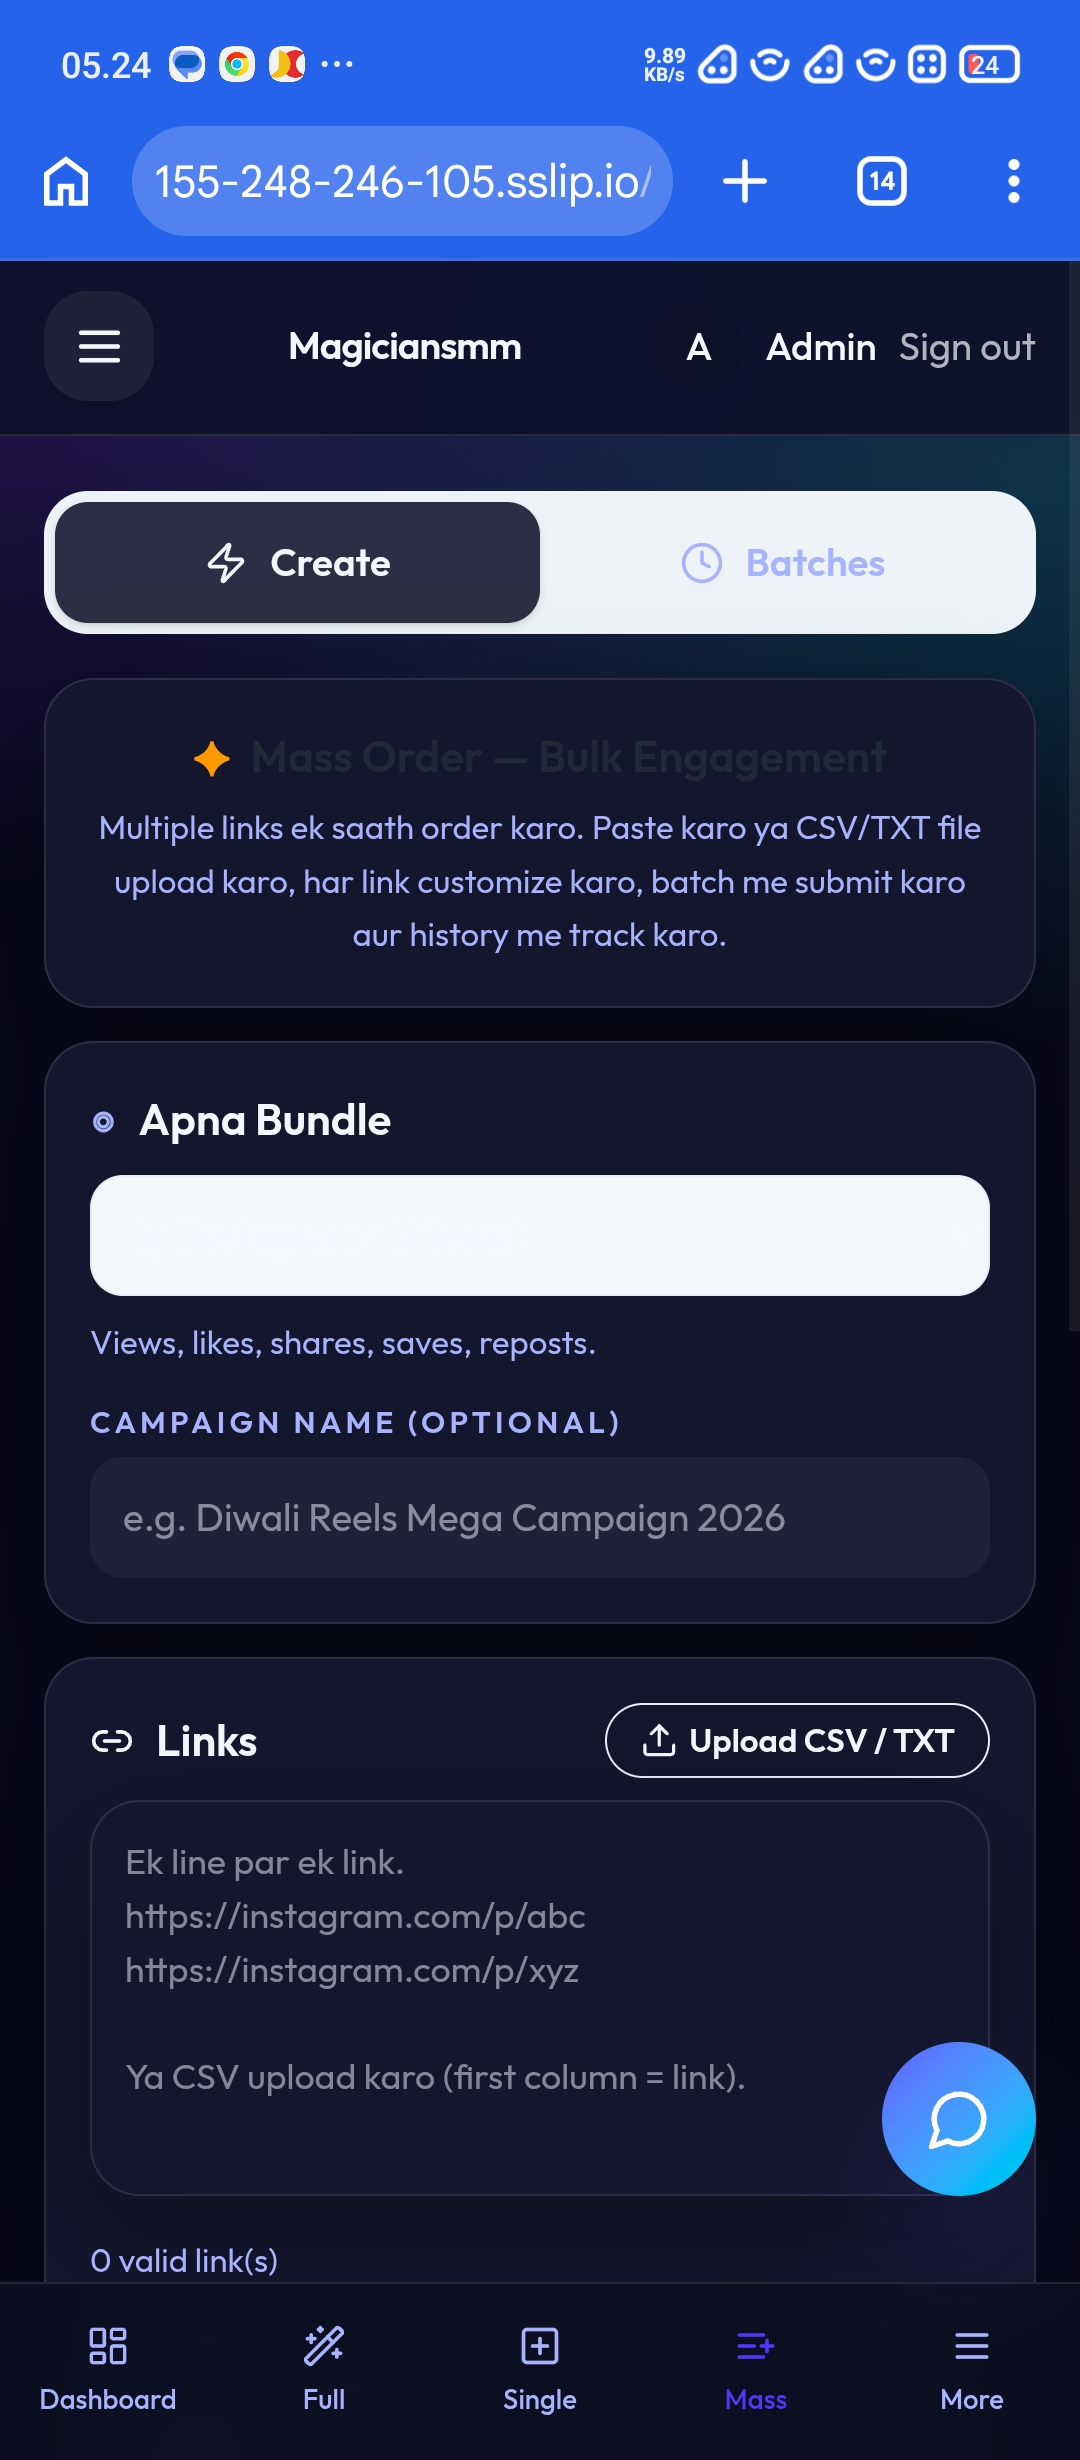 05.24
9.89
KB/s
24
155-248-246-105.sslip.io/
14
Magiciansmm
A
Admin
Sign out
Create
Batches
Mass Order — Bulk Engagement
Multiple links ek saath order karo. Paste karo ya CSV/TXT file
upload karo, har link customize karo, batch me submit karo
aur history me track karo.
Apna Bundle
Views, likes, shares, saves, reposts.
CAMPAIGN NAME (OPTIONAL)
e.g. Diwali Reels Mega Campaign 2026
Links
Upload CSV / TXT
Ek line par ek link.
https://instagram.com/p/abc
https://instagram.com/p/xyz
Ya CSV upload karo (first column = link).
0 valid link(s)
Dashboard
Full
Single
Mass
More